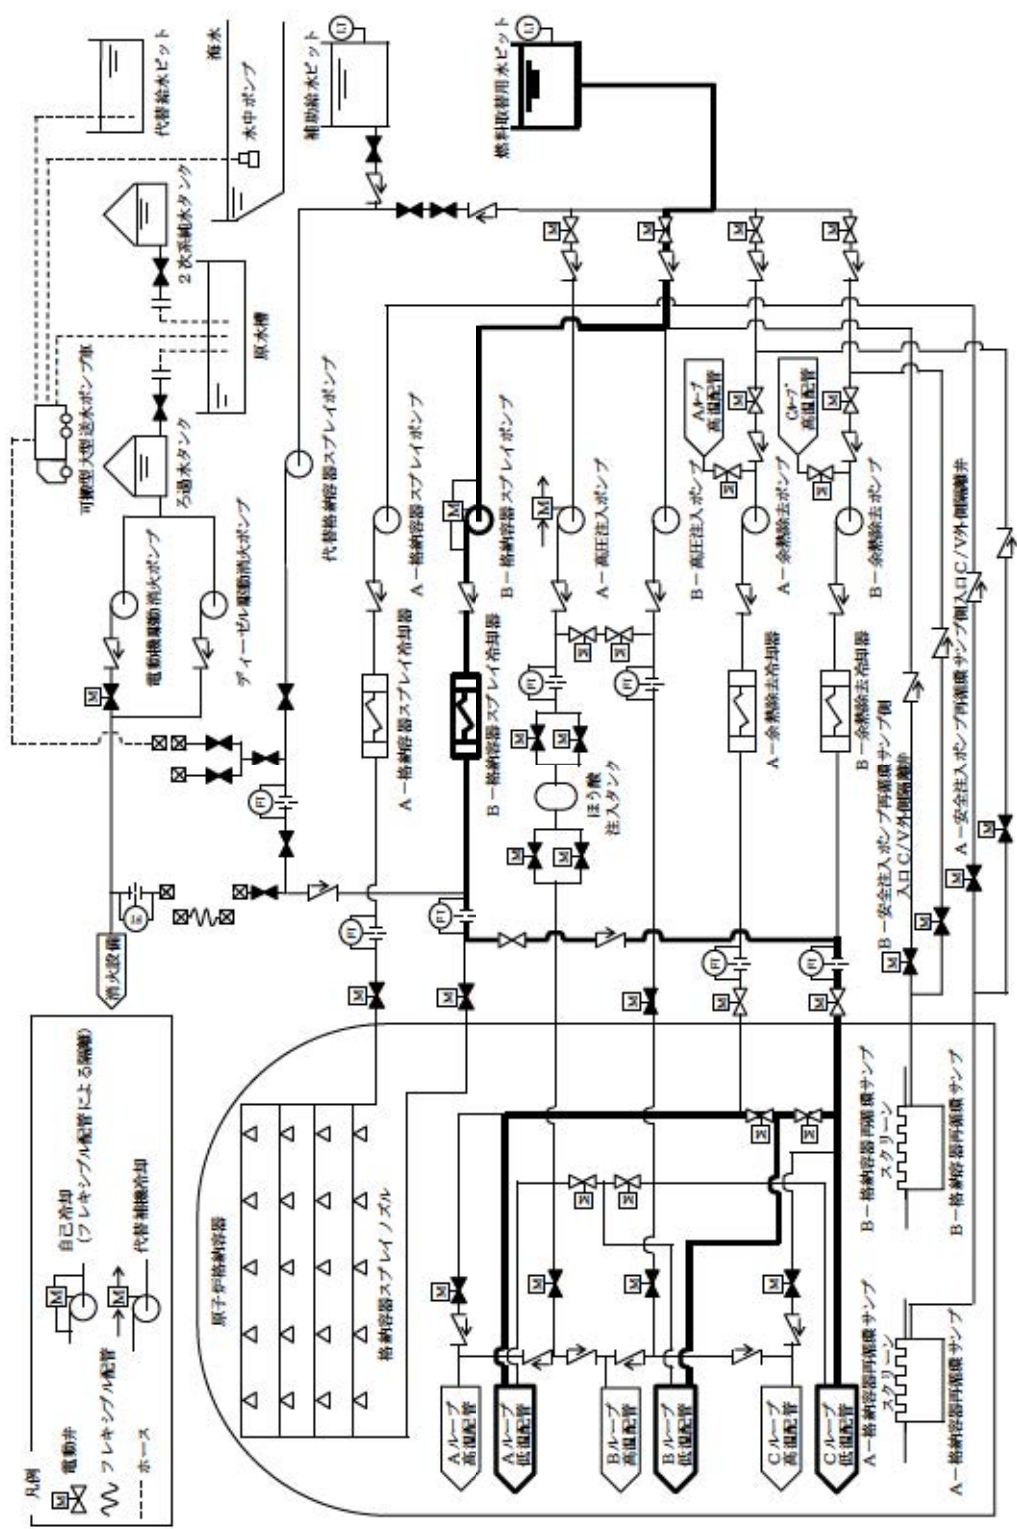 凡例
電動弁
フレキシブル配管
ホース
自己冷却
(フレキシブル配管による隔離)
代替補機冷却
M
M
M
消火設備
電動機駆動消火ポンプ
ディーゼル駆動消火ポンプ
ろ過水タンク
可搬型大型送水ポンプ車
2次系純水タンク
原水槽
代替給水ピット
海水
水中ポンプ
補助給水ピット
燃料取替用水ピット
LI
LI
代替格納容器スプレイポンプ
A-格納容器スプレイポンプ
B-格納容器スプレイポンプ
A-高圧注入ポンプ
B-高圧注入ポンプ
A-余熱除去ポンプ
B-余熱除去ポンプ
Aループ
高温配管
Cループ
高温配管
A-格納容器スプレイ冷却器
B-格納容器スプレイ冷却器
ほう酸
注入タンク
A-余熱除去冷却器
B-余熱除去冷却器
FI
FI
FI
FI
FI
FI
FI
B-安全注入ポンプ再循環サンプ側
入口C/V外側隔離弁
A-安全注入ポンプ再循環サンプ側入口C/V外側隔離弁
原子炉格納容器
格納容器スプレイノズル
Aループ
高温配管
Aループ
低温配管
Bループ
高温配管
Bループ
低温配管
Cループ
高温配管
Cループ
低温配管
B-格納容器再循環サンプ
スクリーン
B-格納容器再循環サンプ
A-格納容器再循環サンプ
スクリーン
A-格納容器再循環サンプ